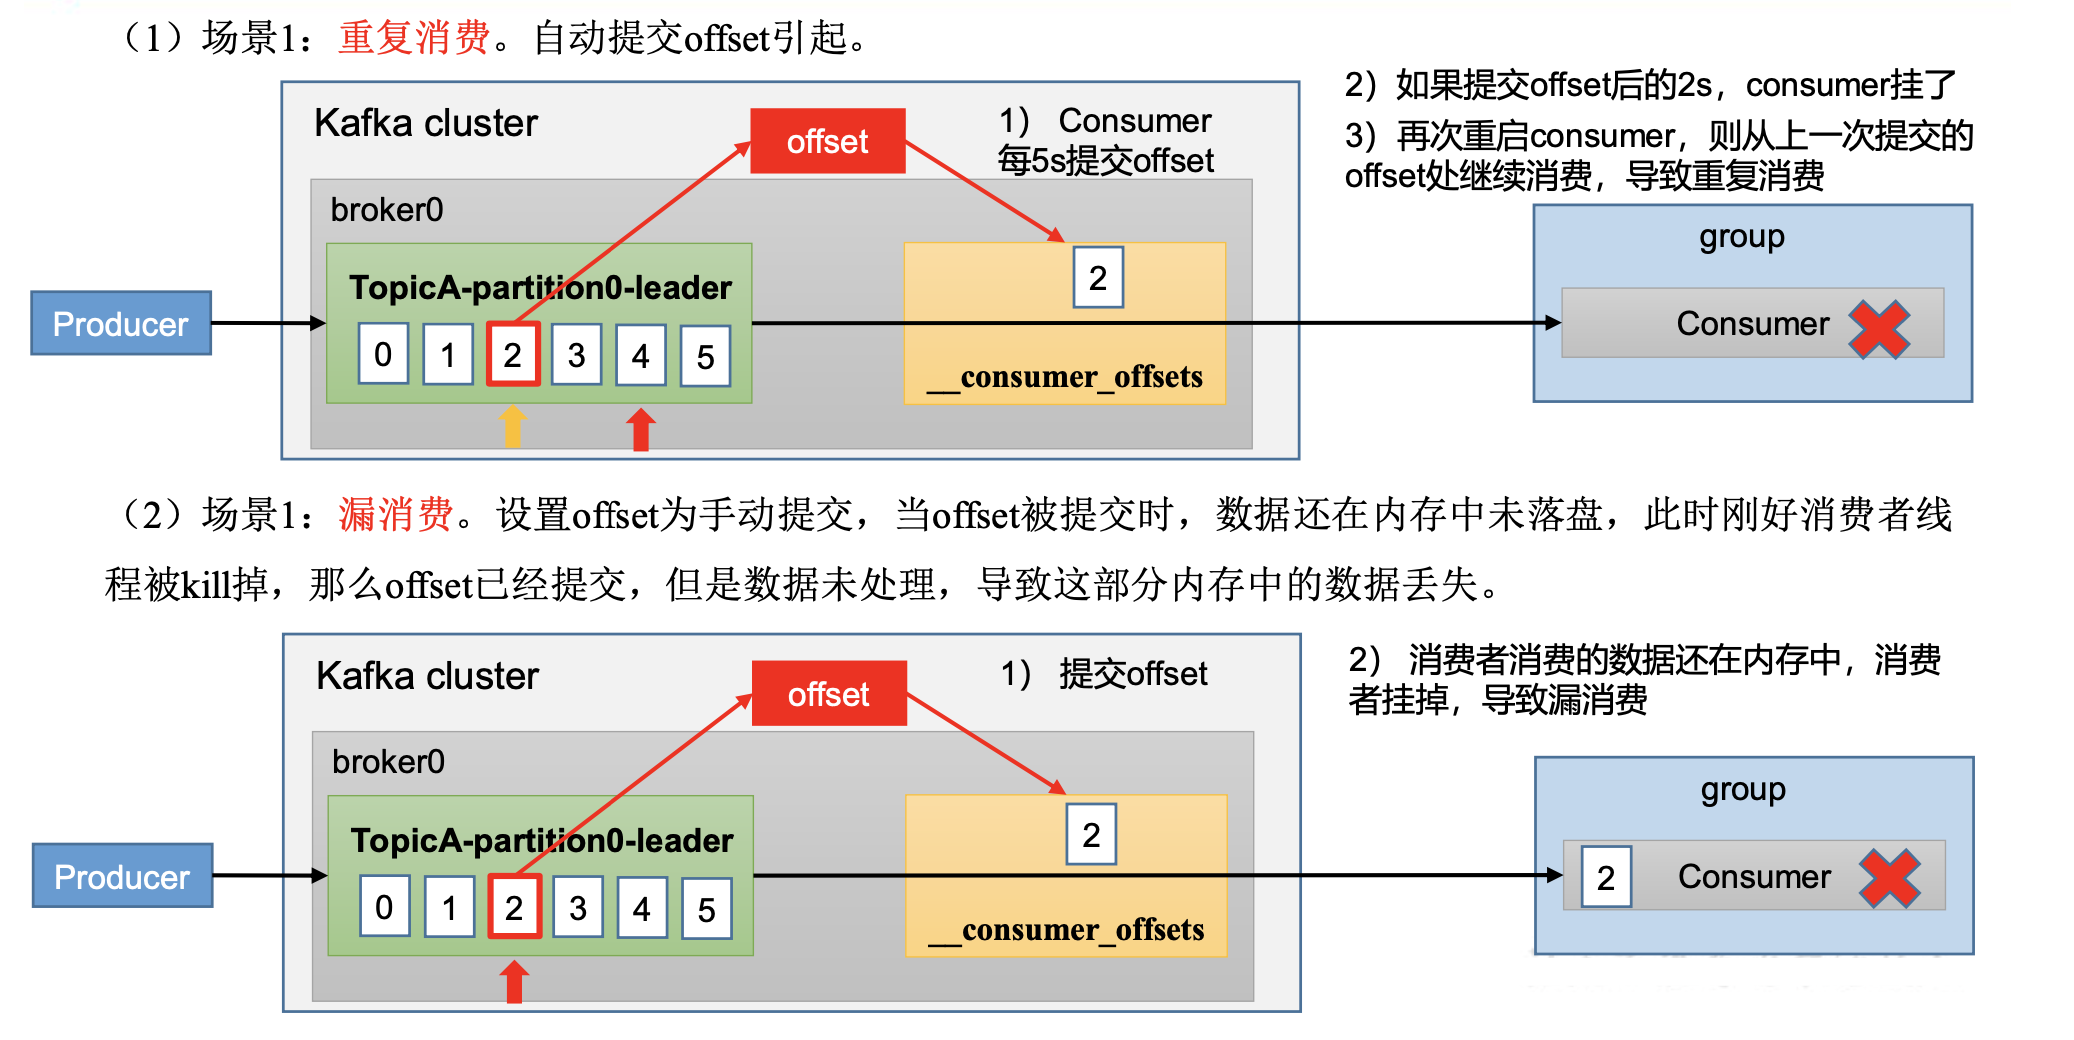 （1）场景1：重复消费。自动提交offset引起。
Kafka cluster
offset
1） Consumer
每5s提交offset
2）如果提交offset后的2s，consumer挂了
3）再次重启consumer，则从上一次提交的
offset处继续消费，导致重复消费
broker0
Producer
TopicA-partition0-leader
0 1 2 3 4 5
2
__consumer_offsets
group
Consumer
（2）场景1：漏消费。设置offset为手动提交，当offset被提交时，数据还在内存中未落盘，此时刚好消费者线
程被kill掉，那么offset已经提交，但是数据未处理，导致这部分内存中的数据丢失。
Kafka cluster
offset
1） 提交offset
2） 消费者消费的数据还在内存中，消费
者挂掉，导致漏消费
broker0
Producer
TopicA-partition0-leader
0 1 2 3 4 5
2
__consumer_offsets
group
2 Consumer